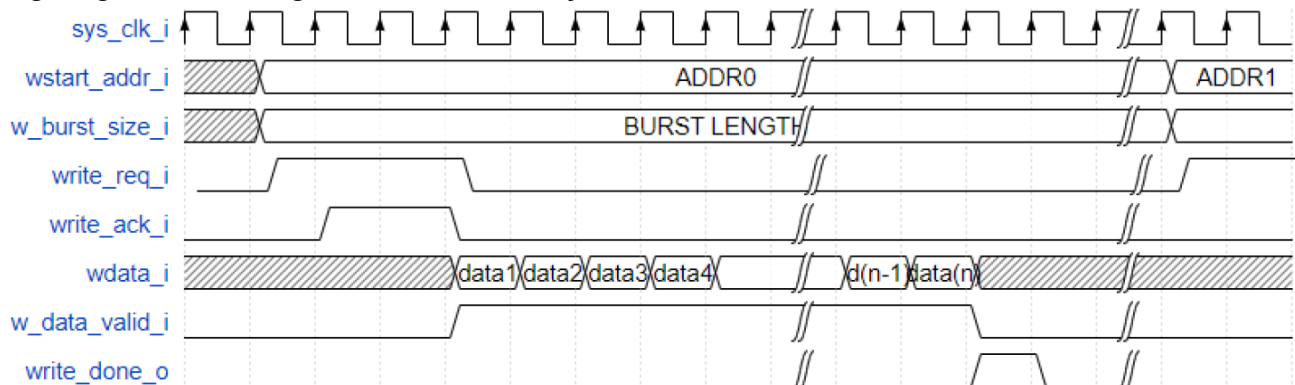 sys_clk_i
wstart_addr_i ADDR0 ADDR1
w_burst_size_i BURST LENGTH
write_req_i
write_ack_i
wdata_i data1 data2 data3 data4 d(n-1) data(n)
w_data_valid_i
write_done_o